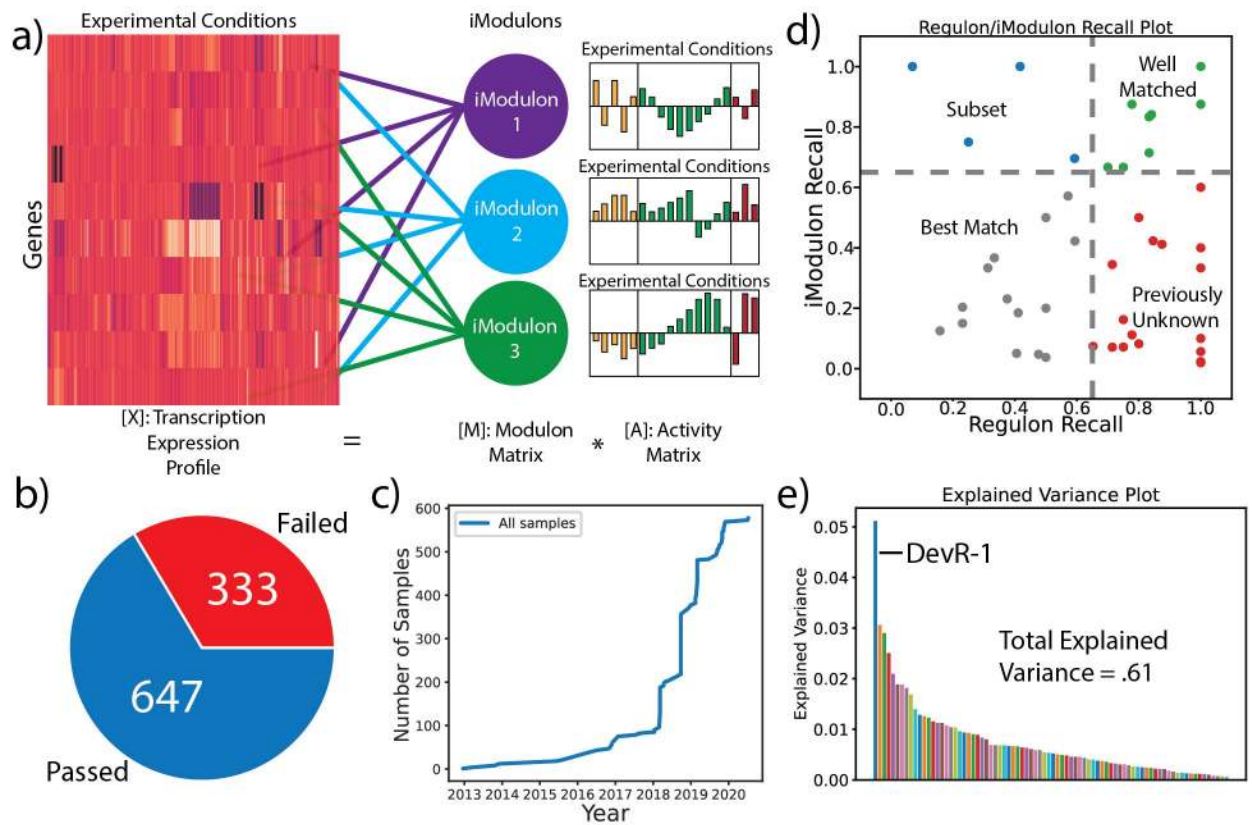 a)
Experimental Conditions
Genes
iModulons
iModulon
1
iModulon
2
iModulon
3
Experimental Conditions
Experimental Conditions
Experimental Conditions
[X]: Transcription
Expression
Profile
=
[M]: Modulon
Matrix
*
[A]: Activity
Matrix
b)
Failed
333
647
Passed
c)
600
500
400
300
200
100
0
Number of Samples
All samples
2013 2014 2015 2016 2017 2018 2019 2020
Year
d)
Regulon/iModulon Recall Plot
1.0
0.8
0.6
0.4
0.2
0.0
iModulon Recall
Subset
Well
Matched
Best Match
Previously
Unknown
0.0 0.2 0.4 0.6 0.8 1.0
Regulon Recall
e)
Explained Variance Plot
0.05
0.04
0.03
0.02
0.01
0.00
Explained Variance
DevR-1
Total Explained
Variance = .61